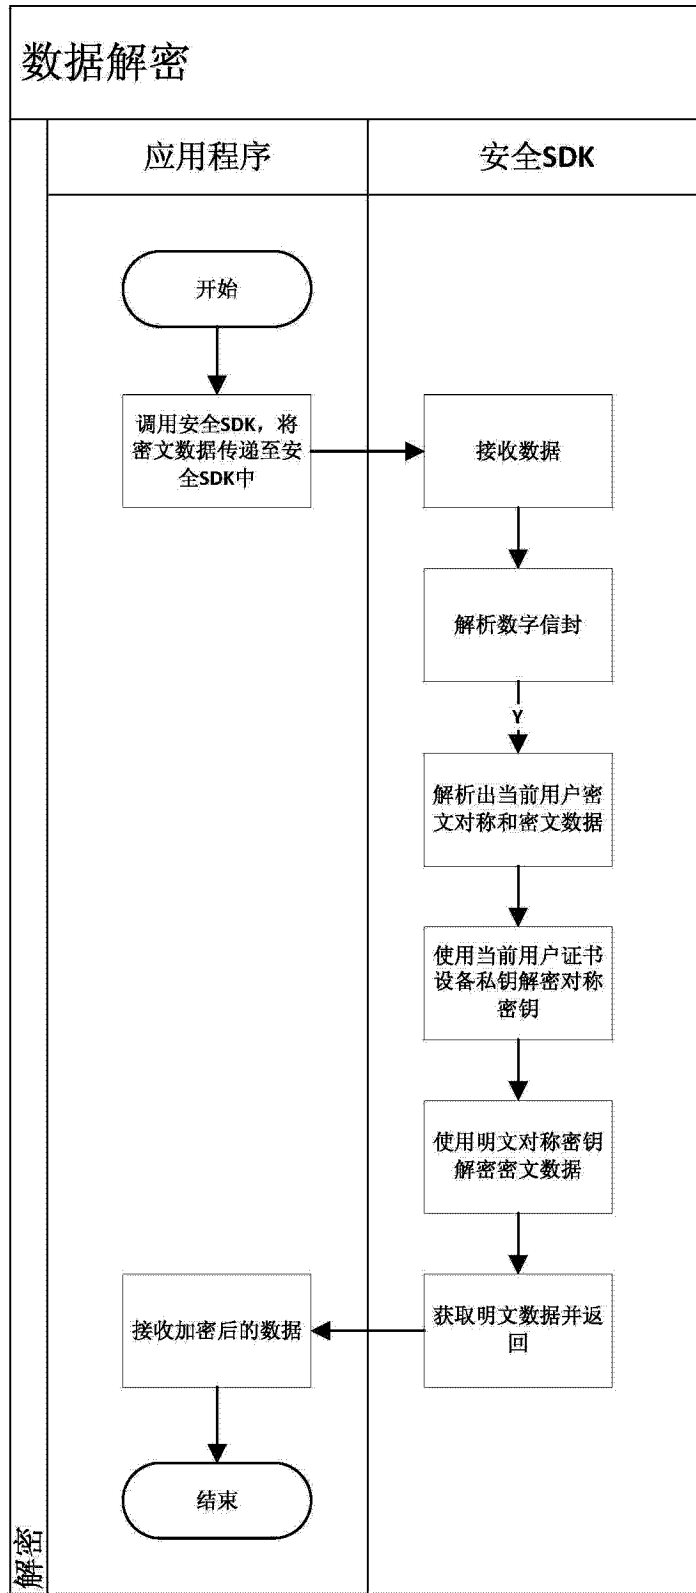 数据解密
应用程序
安全SDK
开始
调用安全SDK，将
密文数据传递至安
全SDK中
接收数据
解析数字信封
Y
解析出当前用户密
文对称和密文数据
使用当前用户证书
设备私钥解密对称
密钥
使用明文对称密钥
解密密文数据
获取明文数据并返
回
接收加密后的数据
结束
解密